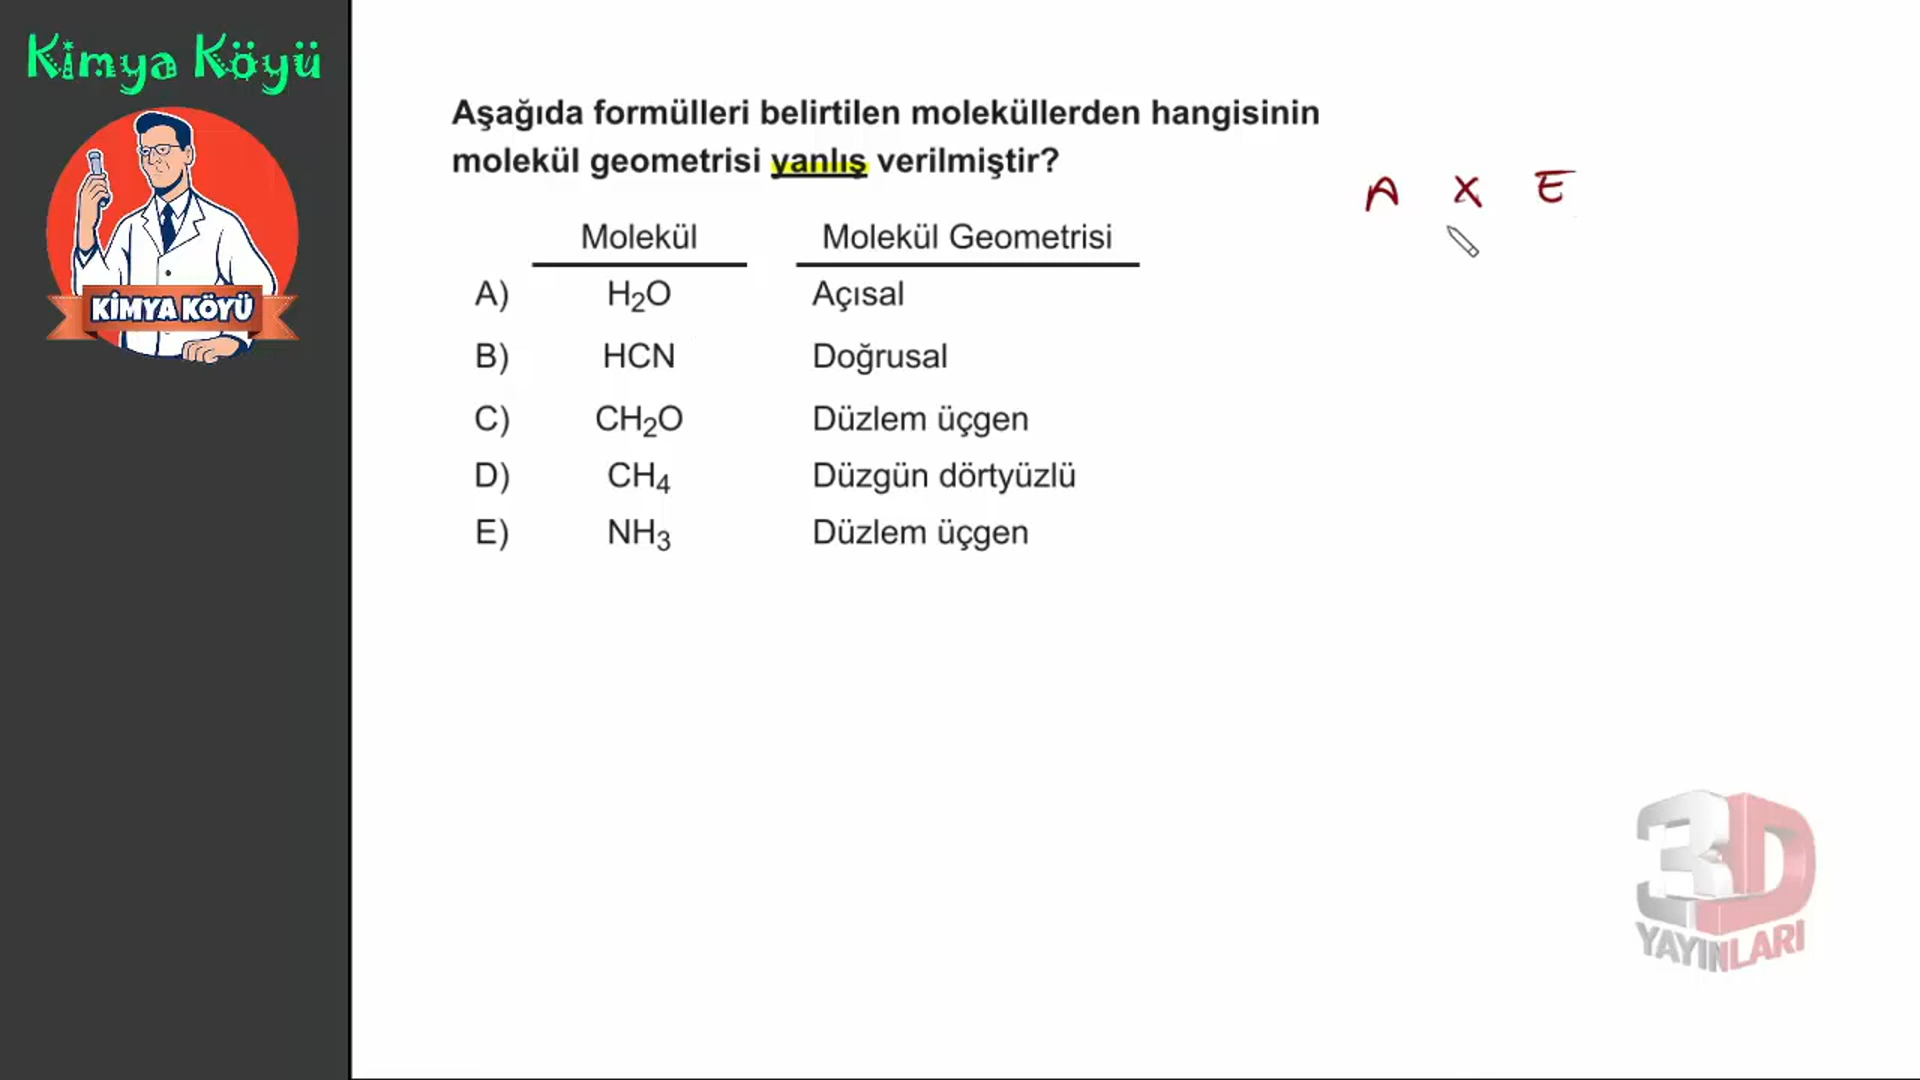 Kimya Köyü
KİMYA KÖYÜ
Aşağıda formülleri belirtilen moleküllerden hangisinin
molekül geometrisi yanlış verilmiştir?
A X E
Molekül Molekül Geometrisi
A) H₂O Açısal
B) HCN Doğrusal
C) CH₂O Düzlem üçgen
D) CH₄ Düzgün dörtyüzlü
E) NH₃ Düzlem üçgen
3D
YAYINLARI